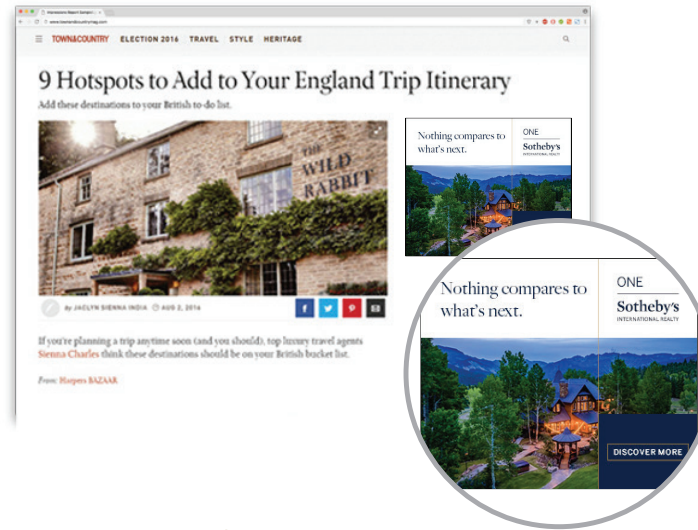 www.townandcountrymag.com
TOWN&COUNTRY ELECTION 2016 TRAVEL STYLE HERITAGE
9 Hotspots to Add to Your England Trip Itinerary
Add these destinations to your British to-do list.
THE
WILD
RABBIT
By JACLYN SIENNA INDIA AUG 2, 2016
If you're planning a trip anytime soon (and you should), top luxury travel agents
Sienna Charles think these destinations should be on your British bucket list.
From: Harpers BAZAAR
Nothing compares to
what's next.
ONE
Sotheby's
INTERNATIONAL REALTY
Nothing compares to
what's next.
ONE
Sotheby's
INTERNATIONAL REALTY
DISCOVER MORE